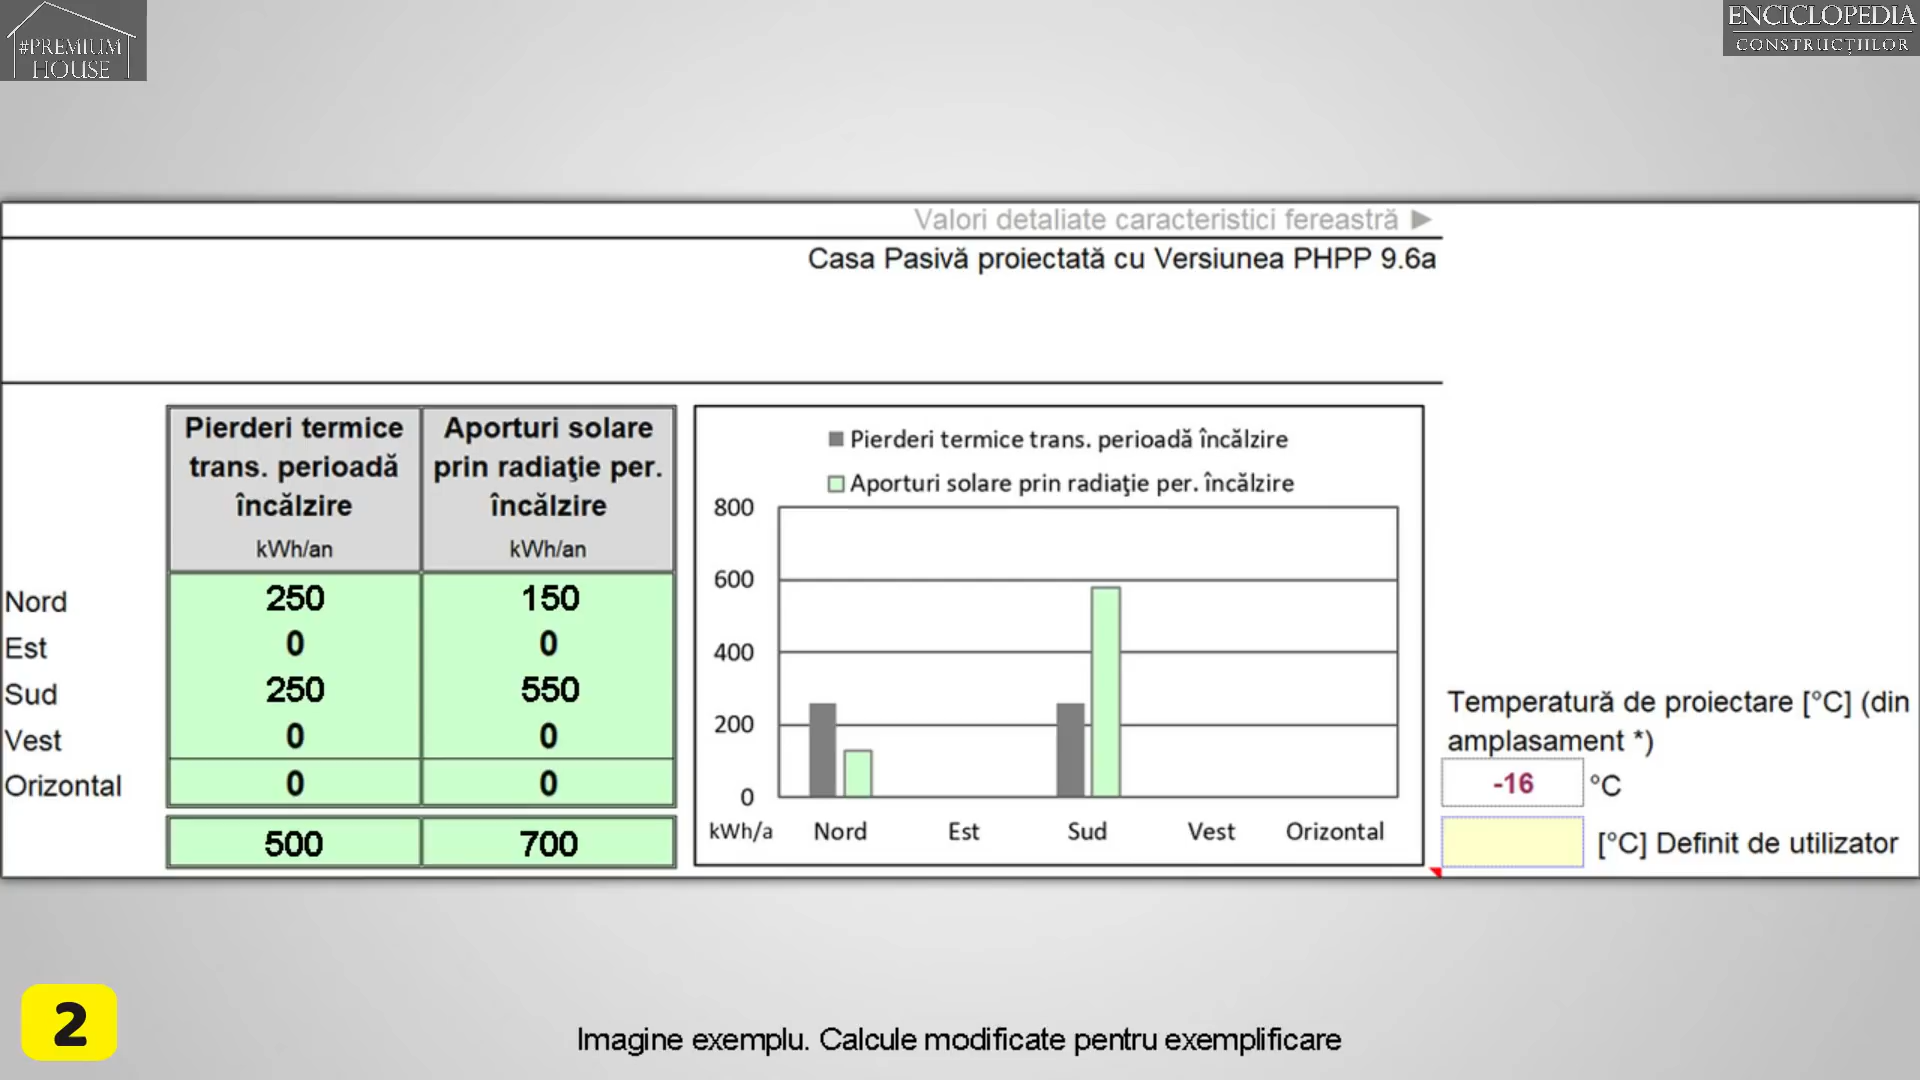 #PREMIUM
HOUSE
ENCICLOPEDIA
CONSTRUCȚIILOR
Valori detaliate caracteristici fereastră ►
Casa Pasivă proiectată cu Versiunea PHPP 9.6a
Pierderi termice
trans. perioadă
încălzire
kWh/an
Aporturi solare
prin radiaţie per.
încălzire
kWh/an
Nord 250 150
Est 0 0
Sud 250 550
Vest 0 0
Orizontal 0 0
500 700
Pierderi termice trans. perioadă încălzire
Aporturi solare prin radiaţie per. încălzire
800
600
400
200
0
kWh/a Nord Est Sud Vest Orizontal
Temperatură de proiectare [°C] (din
amplasament *)
-16 °C
[°C] Definit de utilizator
2
Imagine exemplu. Calcule modificate pentru exemplificare